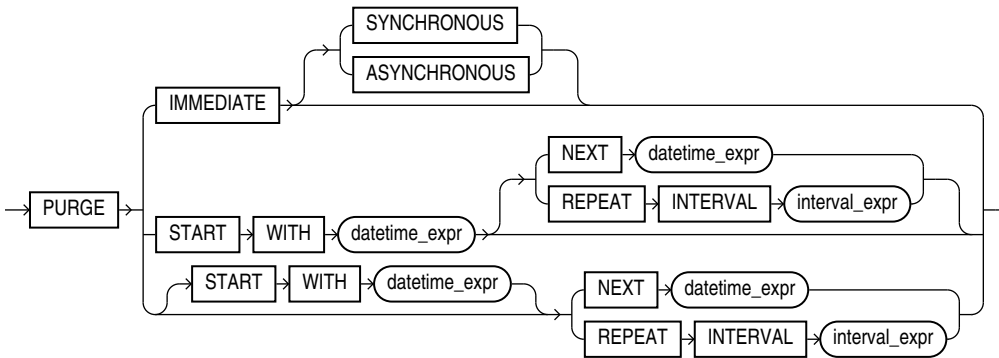 SYNCHRONOUS
ASYNCHRONOUS
IMMEDIATE
NEXT datetime_expr
REPEAT INTERVAL interval_expr
PURGE
START WITH datetime_expr
START WITH datetime_expr
NEXT datetime_expr
REPEAT INTERVAL interval_expr